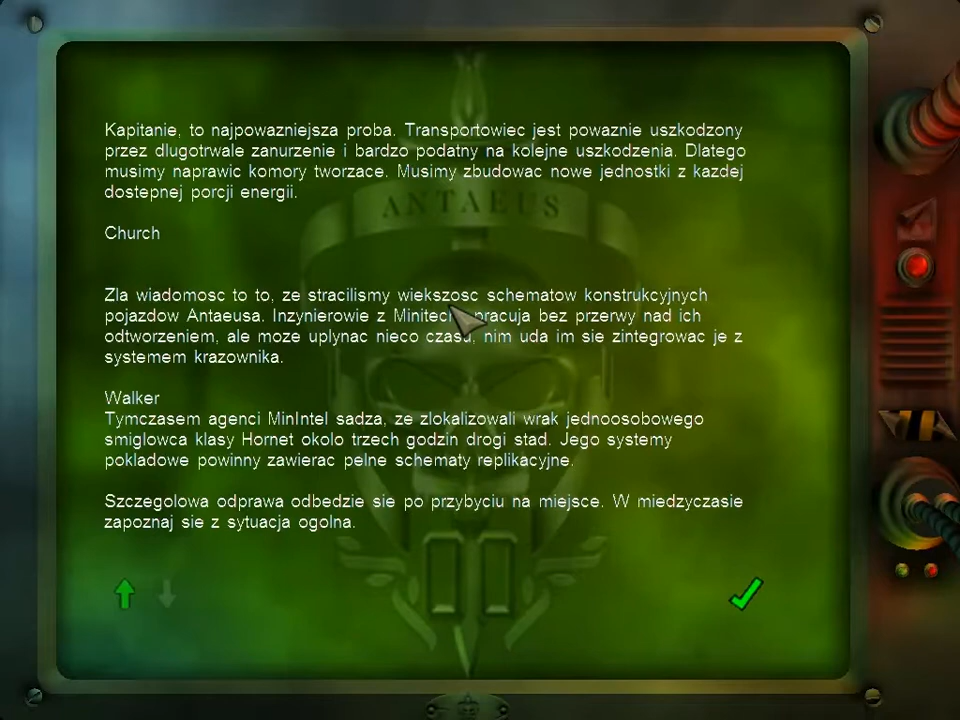 Kapitanie, to najpowazniejsza proba. Transportowiec jest powaznie uszkodzony
przez dlugotrwale zanurzenie i bardzo podatny na kolejne uszkodzenia. Dlatego
musimy naprawic komory tworzace. Musimy zbudowac nowe jednostki z kazdej
dostepnej porcji energii.
ANTAEUS
Church
Zla wiadomosc to to, ze stracilismy wiekszosc schematow konstrukcyjnych
pojazdow Antaeusa. Inzynierowie z pracuja bez przerwy nad ich
odtworzeniem, ale moze uplynac nieco czasu, nim uda im sie zintegrowac je z
systemem krazownika.
Walker
Tymczasem agenci MinIntel sadza, ze zlokalizowali wrak jednoosobowego
smiglowca klasy Hornet okolo trzech godzin drogi stad. Jego systemy
pokladowe powinny zawierac pelne schematy replikacyjne.
Szczegolowa odprawa odbedzie sie po przybyciu na miejsce. W miedzyczasie
zapoznaj sie z sytuacja ogolna.